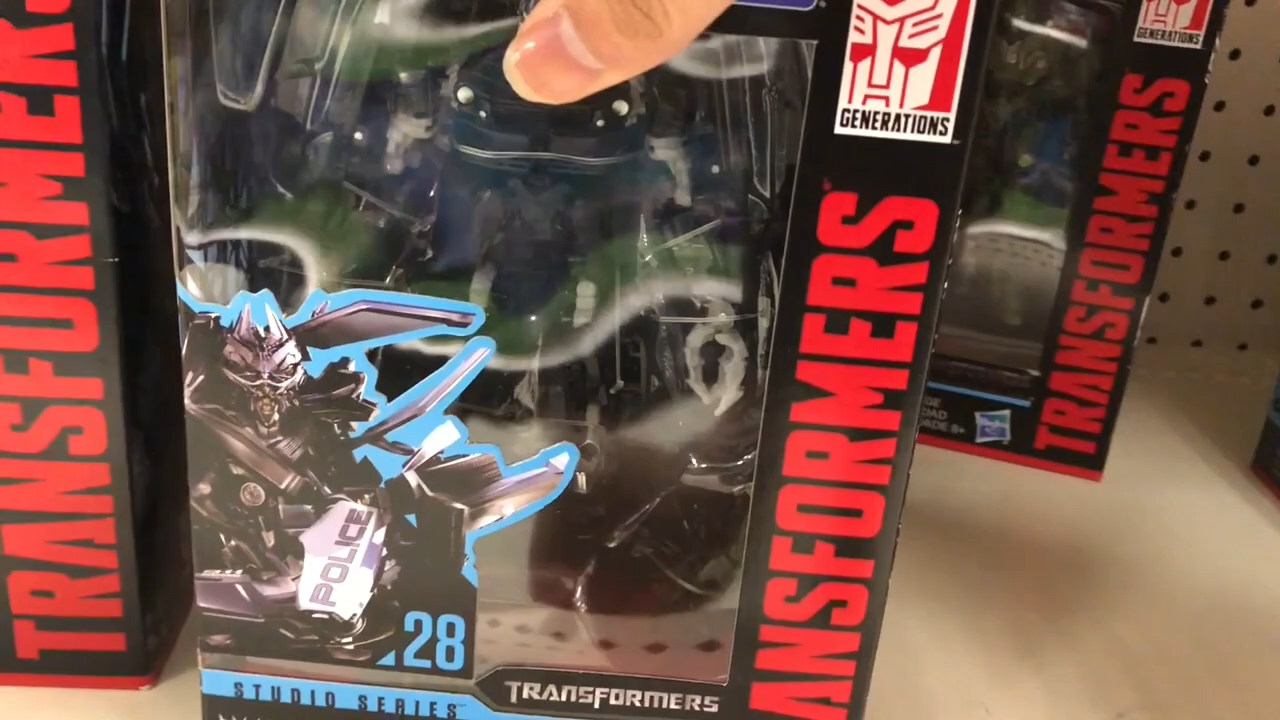 TRANSFORMERS
POLICE
28
STUDIO SERIES
TRANSFORMERS
GENERATIONS
TRANSFORMERS
GENERATIONS
TRANSFORMERS